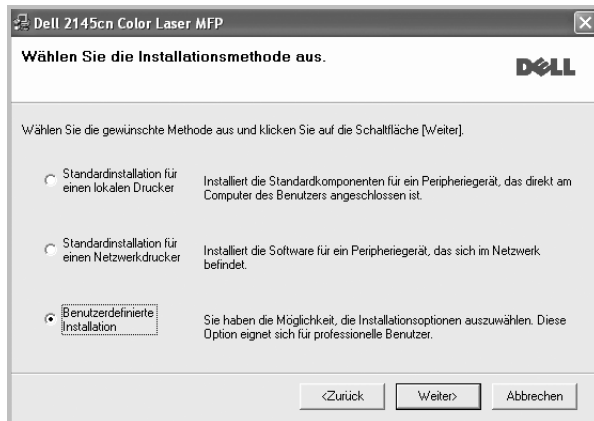 Dell 2145cn Color Laser MFP
Wählen Sie die Installationsmethode aus.
DELL
Wählen Sie die gewünschte Methode aus und klicken Sie auf die Schaltfläche [Weiter].
Standardinstallation für
einen lokalen Drucker
Installiert die Standardkomponenten für ein Peripheriegerät, das direkt am
Computer des Benutzers angeschlossen ist.
Standardinstallation für
einen Netzwerkdrucker
Installiert die Software für ein Peripheriegerät, das sich im Netzwerk
befindet.
Benutzerdefinierte
Installation
Sie haben die Möglichkeit, die Installationsoptionen auszuwählen. Diese
Option eignet sich für professionelle Benutzer.
<Zurück
Weiter>
Abbrechen